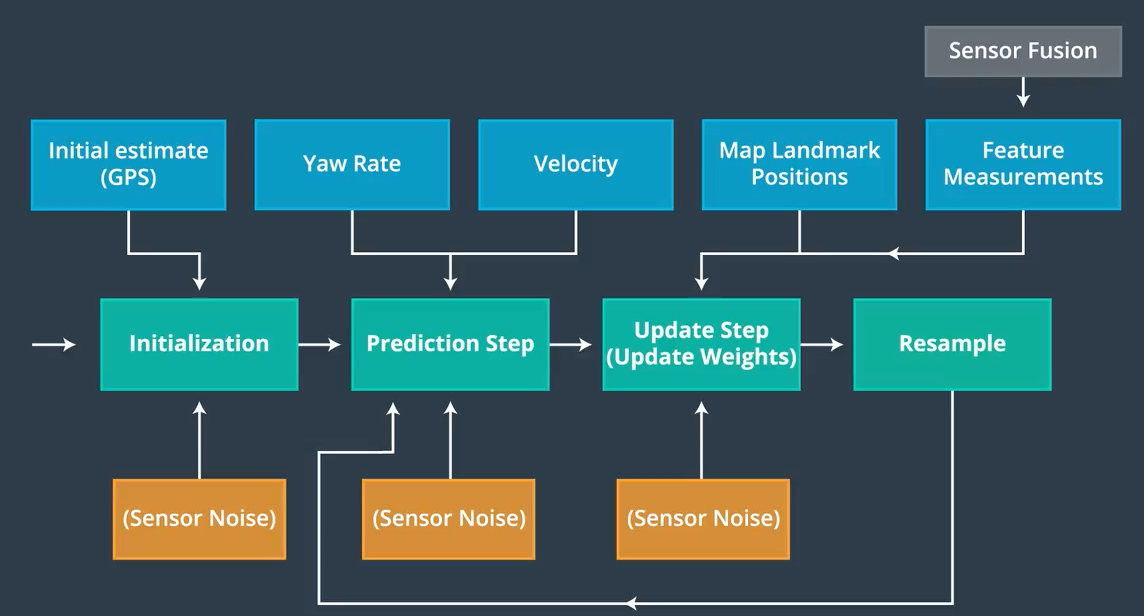 Sensor Fusion
Initial estimate
(GPS)
Yaw Rate
Velocity
Map Landmark
Positions
Feature
Measurements
Initialization
Prediction Step
Update Step
(Update Weights)
Resample
(Sensor Noise)
(Sensor Noise)
(Sensor Noise)